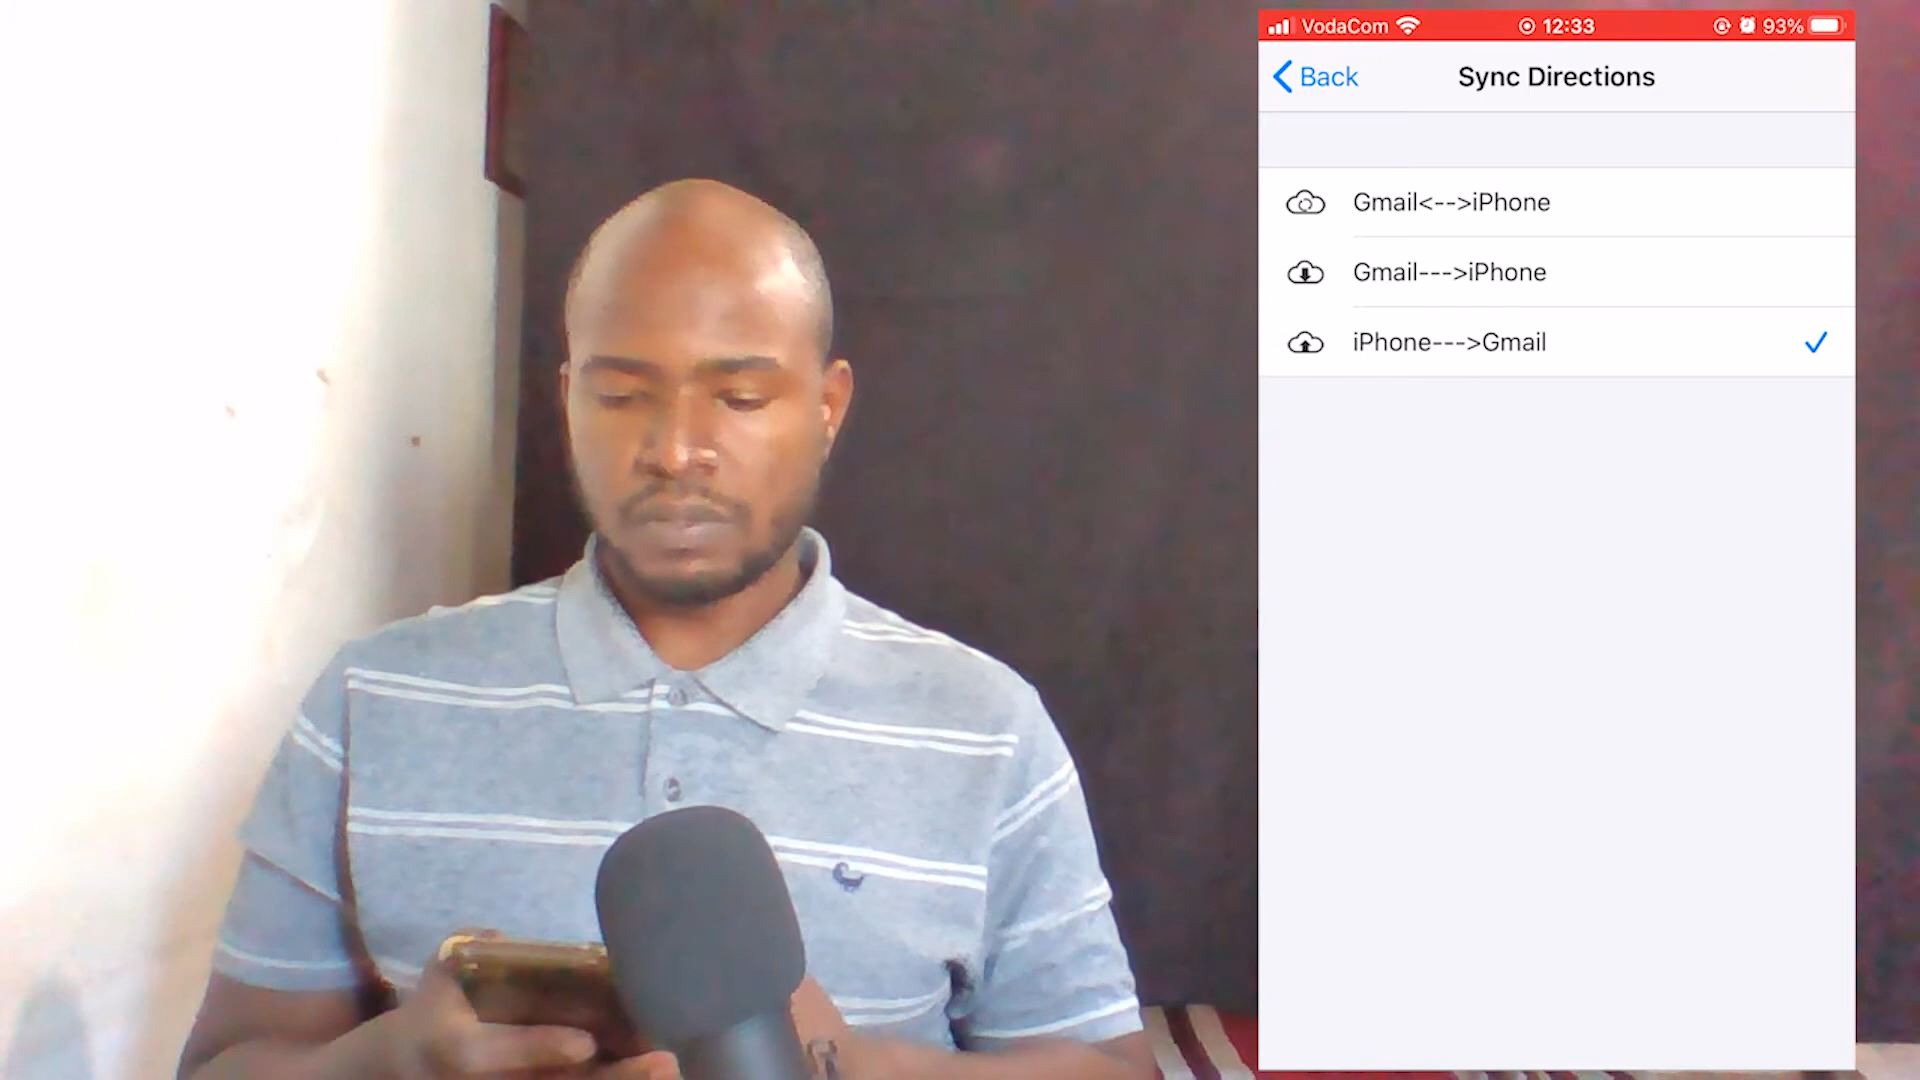 VodaCom 12:33 93%
Back Sync Directions
Gmail<-->iPhone
Gmail--->iPhone
iPhone--->Gmail